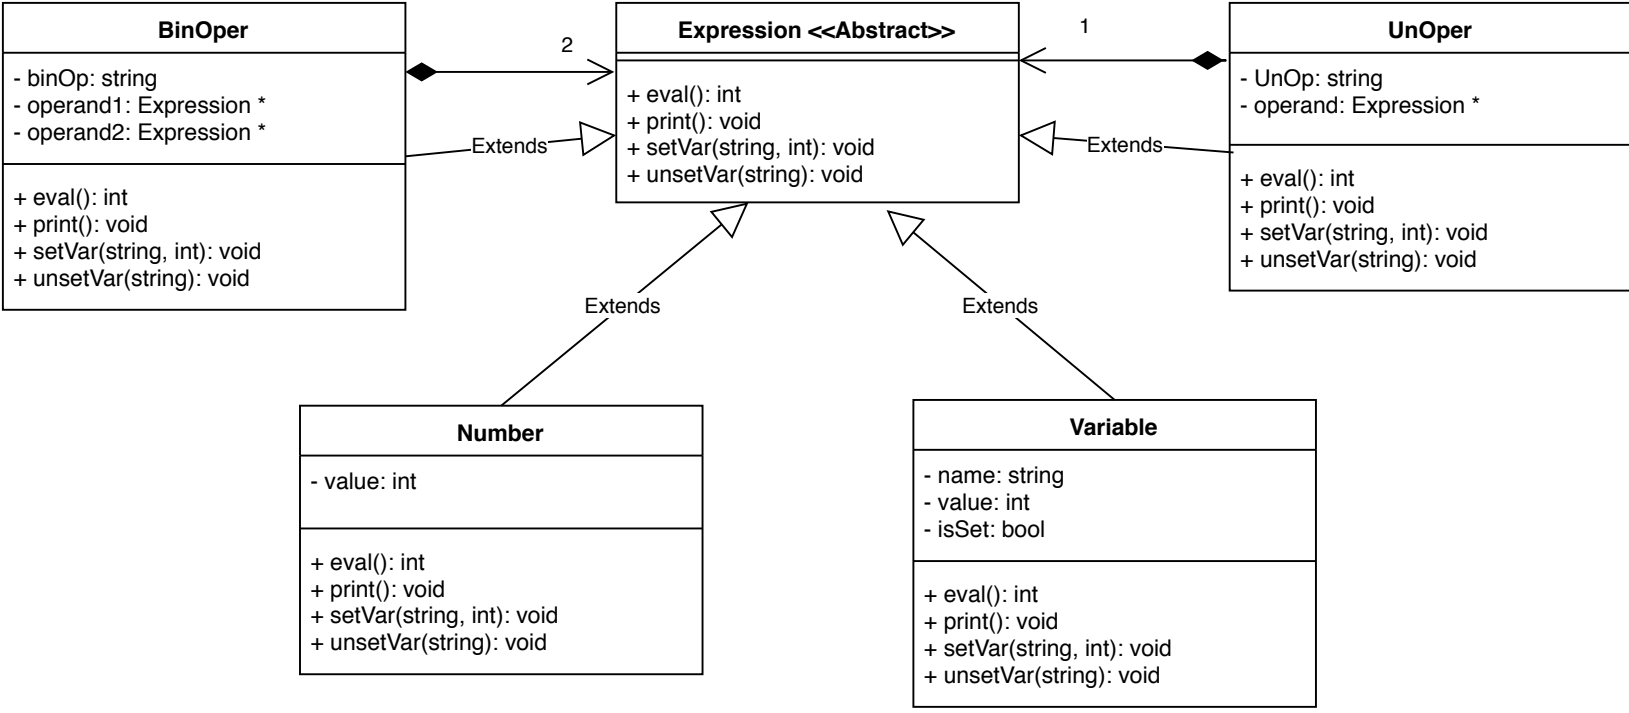 BinOper
- binOp: string
- operand1: Expression *
- operand2: Expression *
+ eval(): int
+ print(): void
+ setVar(string, int): void
+ unsetVar(string): void
2
Extends
Expression <<Abstract>>
+ eval(): int
+ print(): void
+ setVar(string, int): void
+ unsetVar(string): void
1
Extends
UnOper
- UnOp: string
- operand: Expression *
+ eval(): int
+ print(): void
+ setVar(string, int): void
+ unsetVar(string): void
Extends
Extends
Number
- value: int
+ eval(): int
+ print(): void
+ setVar(string, int): void
+ unsetVar(string): void
Variable
- name: string
- value: int
- isSet: bool
+ eval(): int
+ print(): void
+ setVar(string, int): void
+ unsetVar(string): void